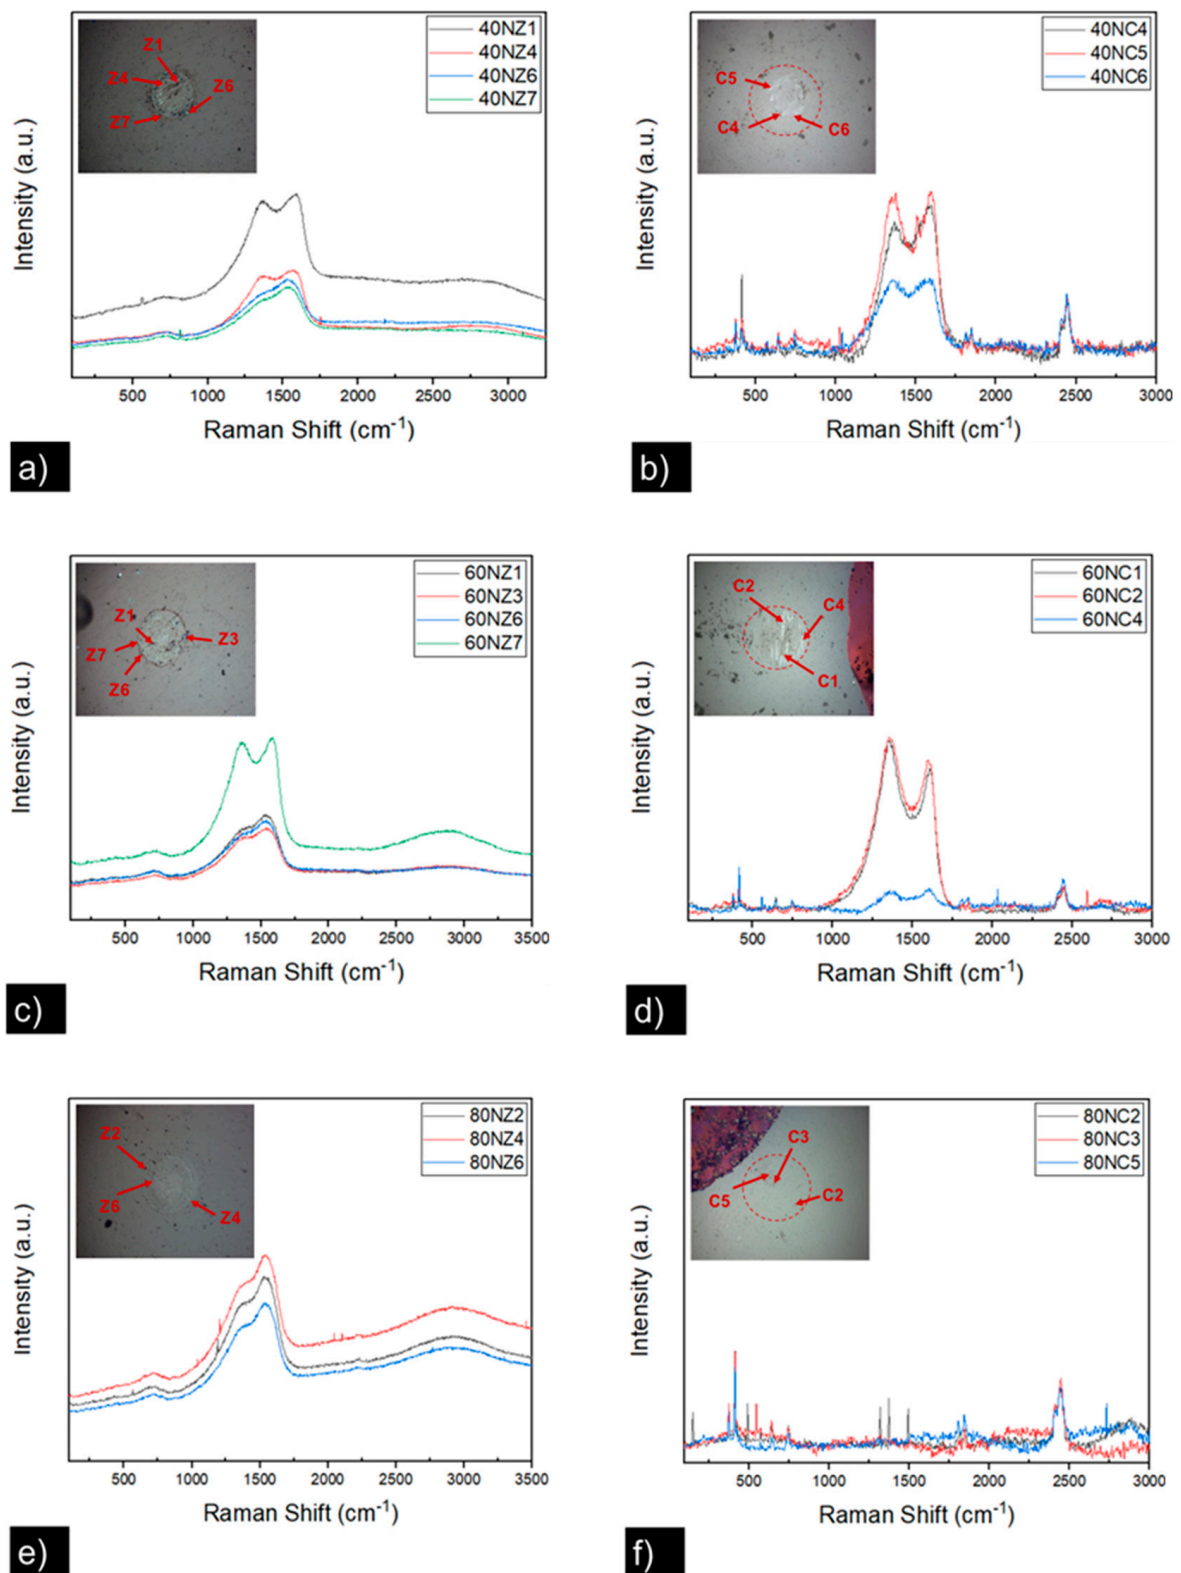 Z1
Z4
Z6
Z7
40NZ1
40NZ4
40NZ6
40NZ7
Intensity (a.u.)
500 1000 1500 2000 2500 3000
Raman Shift (cm-1)
a)
C5
C4
C6
40NC4
40NC5
40NC6
Intensity (a.u.)
500 1000 1500 2000 2500 3000
Raman Shift (cm-1)
b)
Z1
Z3
Z7
Z6
60NZ1
60NZ3
60NZ6
60NZ7
Intensity (a.u.)
500 1000 1500 2000 2500 3000 3500
Raman Shift (cm-1)
c)
C2
C4
C1
60NC1
60NC2
60NC4
Intensity (a.u.)
500 1000 1500 2000 2500 3000
Raman Shift (cm-1)
d)
Z2
Z6
Z4
80NZ2
80NZ4
80NZ6
Intensity (a.u.)
500 1000 1500 2000 2500 3000 3500
Raman Shift (cm-1)
e)
C3
C5
C2
80NC2
80NC3
80NC5
Intensity (a.u.)
500 1000 1500 2000 2500 3000
Raman Shift (cm-1)
f)